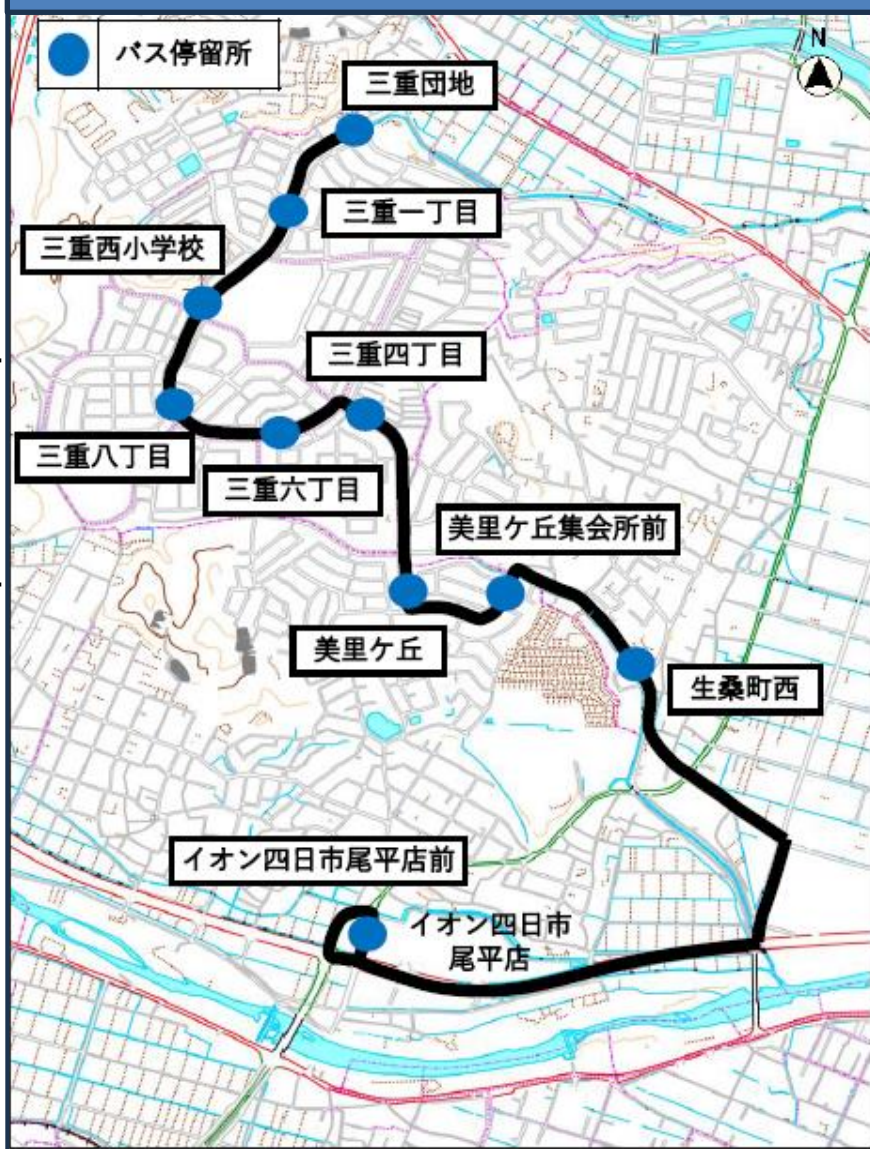 バス停留所
N
三重団地
三重一丁目
三重西小学校
三重四丁目
三重八丁目
三重六丁目
美里ケ丘集会所前
美里ケ丘
生桑町西
イオン四日市尾平店前
イオン四日市
尾平店